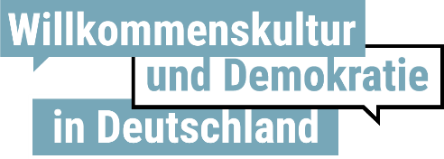 Willkommenskultur
und Demokratie
in Deutschland